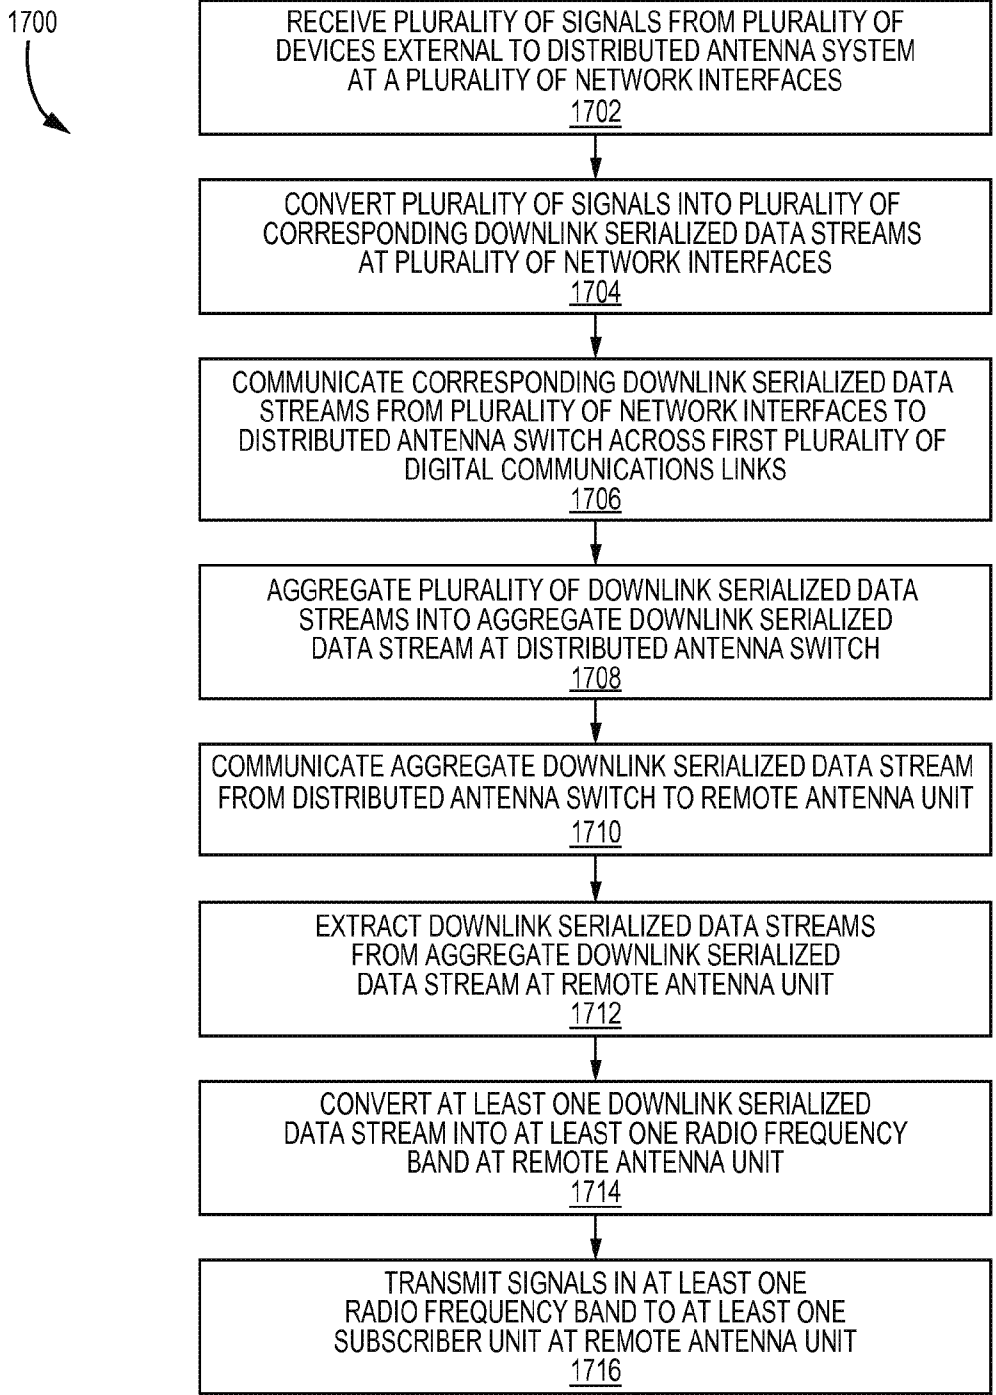 1700
RECEIVE PLURALITY OF SIGNALS FROM PLURALITY OF
DEVICES EXTERNAL TO DISTRIBUTED ANTENNA SYSTEM
AT A PLURALITY OF NETWORK INTERFACES
1702
CONVERT PLURALITY OF SIGNALS INTO PLURALITY OF
CORRESPONDING DOWNLINK SERIALIZED DATA STREAMS
AT PLURALITY OF NETWORK INTERFACES
1704
COMMUNICATE CORRESPONDING DOWNLINK SERIALIZED DATA
STREAMS FROM PLURALITY OF NETWORK INTERFACES TO
DISTRIBUTED ANTENNA SWITCH ACROSS FIRST PLURALITY OF
DIGITAL COMMUNICATIONS LINKS
1706
AGGREGATE PLURALITY OF DOWNLINK SERIALIZED DATA
STREAMS INTO AGGREGATE DOWNLINK SERIALIZED
DATA STREAM AT DISTRIBUTED ANTENNA SWITCH
1708
COMMUNICATE AGGREGATE DOWNLINK SERIALIZED DATA STREAM
FROM DISTRIBUTED ANTENNA SWITCH TO REMOTE ANTENNA UNIT
1710
EXTRACT DOWNLINK SERIALIZED DATA STREAMS
FROM AGGREGATE DOWNLINK SERIALIZED
DATA STREAM AT REMOTE ANTENNA UNIT
1712
CONVERT AT LEAST ONE DOWNLINK SERIALIZED
DATA STREAM INTO AT LEAST ONE RADIO FREQUENCY
BAND AT REMOTE ANTENNA UNIT
1714
TRANSMIT SIGNALS IN AT LEAST ONE
RADIO FREQUENCY BAND TO AT LEAST ONE
SUBSCRIBER UNIT AT REMOTE ANTENNA UNIT
1716